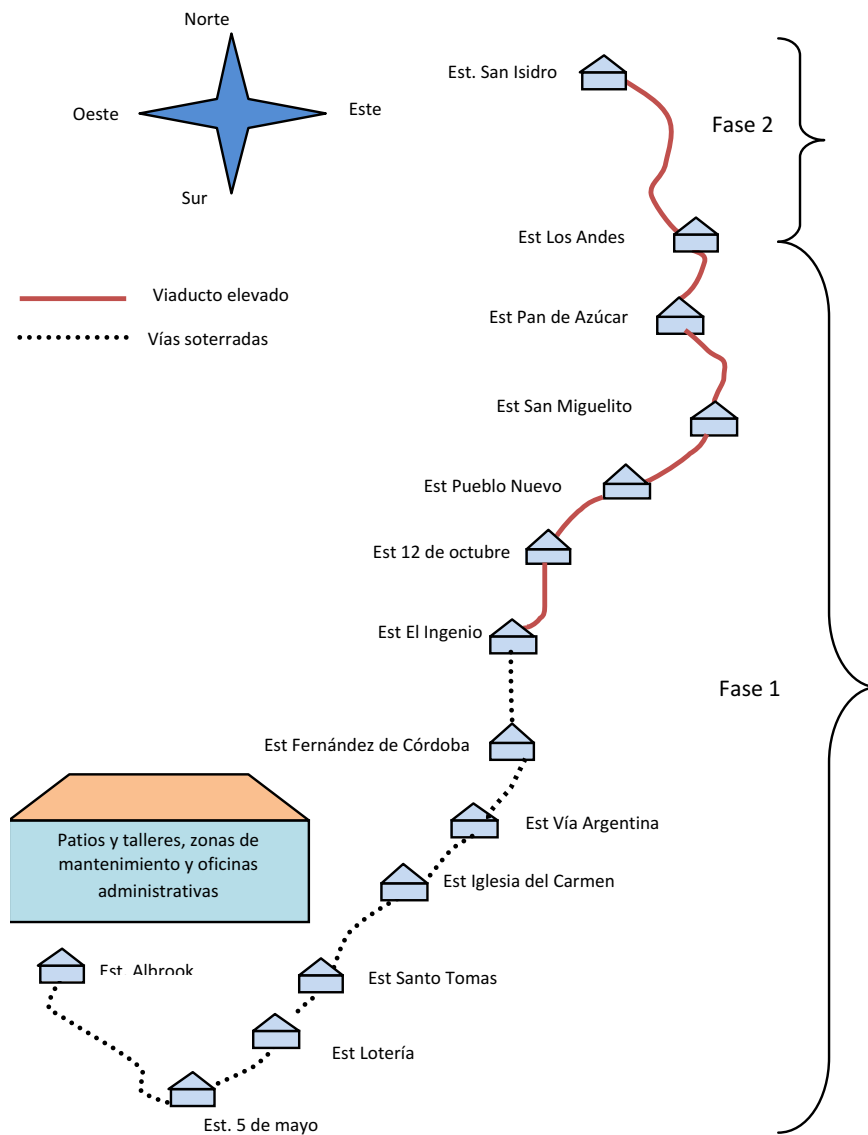 Norte
Oeste
Este
Sur
Est. San Isidro
Fase 2
Est Los Andes
Viaducto elevado
Vías soterradas
Est Pan de Azúcar
Est San Miguelito
Est Pueblo Nuevo
Est 12 de octubre
Est El Ingenio
Fase 1
Est Fernández de Córdoba
Est Vía Argentina
Patios y talleres, zonas de
mantenimiento y oficinas
administrativas
Est Iglesia del Carmen
Est. Albrook
Est Santo Tomas
Est Lotería
Est. 5 de mayo